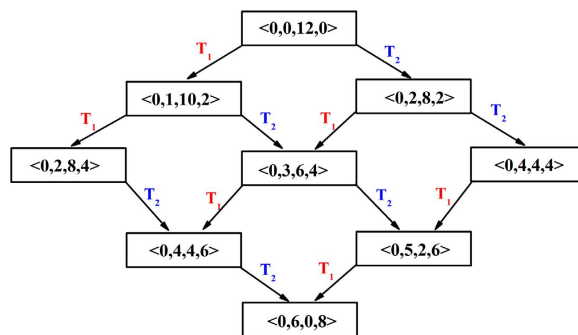 <0,0,12,0>
T₁ T₂
<0,1,10,2> <0,2,8,2>
T₁ T₂ T₁ T₂
<0,2,8,4> <0,3,6,4> <0,4,4,4>
T₂ T₁ T₂ T₁
<0,4,4,6> <0,5,2,6>
T₂ T₁
<0,6,0,8>